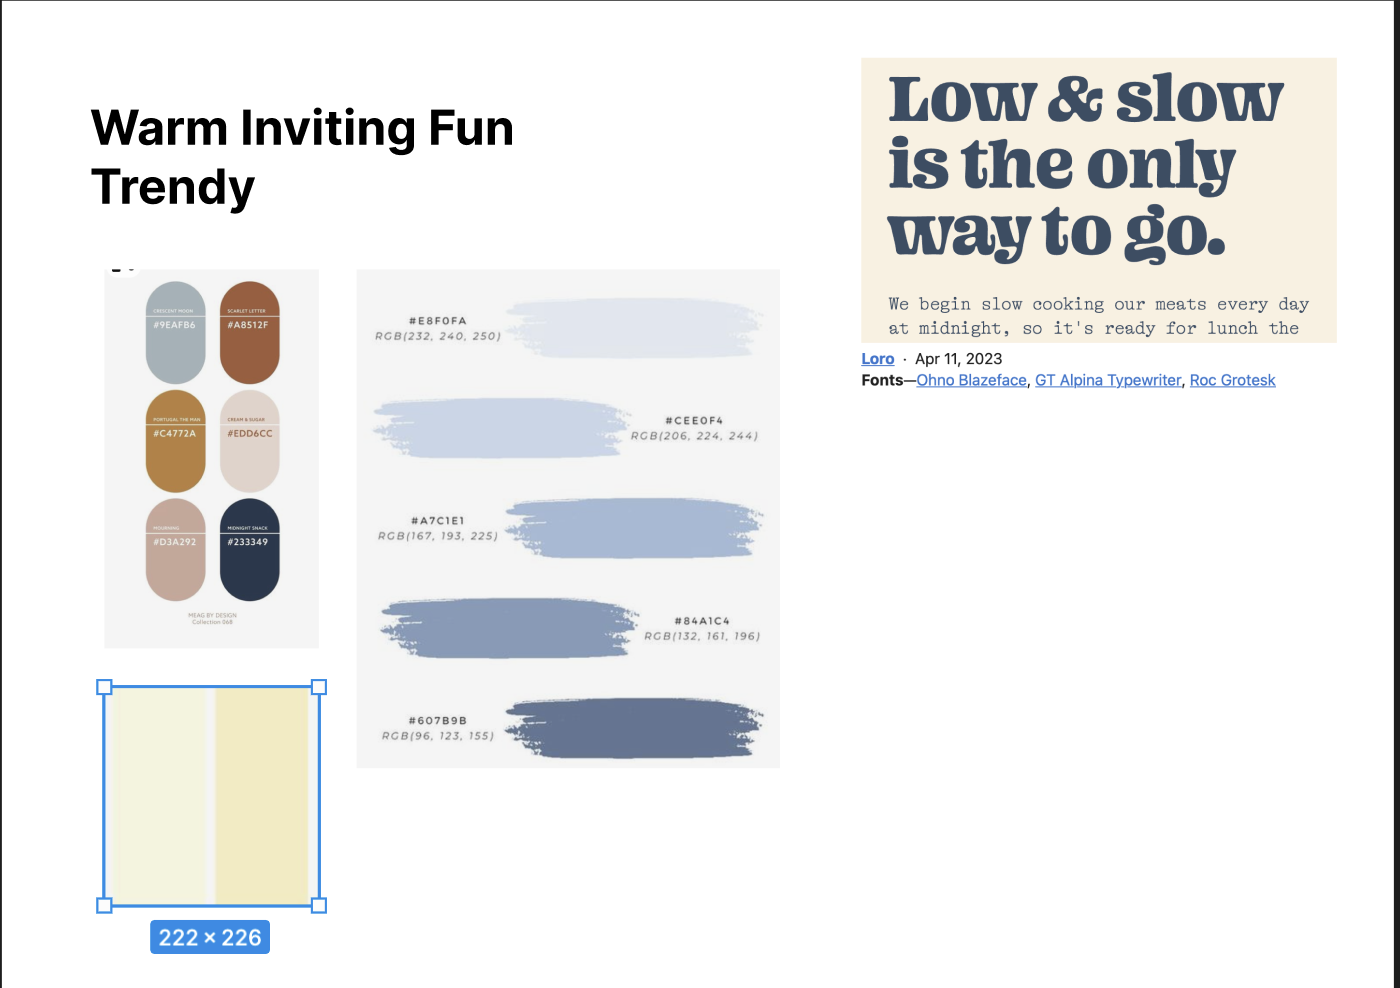 Warm Inviting Fun
Trendy
CRESCENT MOON
#9EAFB6
SCARLET LETTER
#A8512F
PORTUGAL THE MAN
#C4772A
CREAM & SUGAR
#EDD6CC
MOURNING
#D3A292
MIDNIGHT SNACK
#233349
MEAG BY DESIGN
Collection 068
#E8F0FA
RGB(232, 240, 250)
#CEE0F4
RGB(206, 224, 244)
#A7C1E1
RGB(167, 193, 225)
#84A1C4
RGB(132, 161, 196)
#607B9B
RGB(96, 123, 155)
222 × 226
Low & slow
is the only
way to go.
We begin slow cooking our meats every day
at midnight, so it's ready for lunch the
Loro · Apr 11, 2023
Fonts—Ohno Blazeface, GT Alpina Typewriter, Roc Grotesk